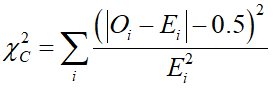 χ_C^2 = ∑_i (|O_i − E_i| − 0.5)^2 / E_i^2